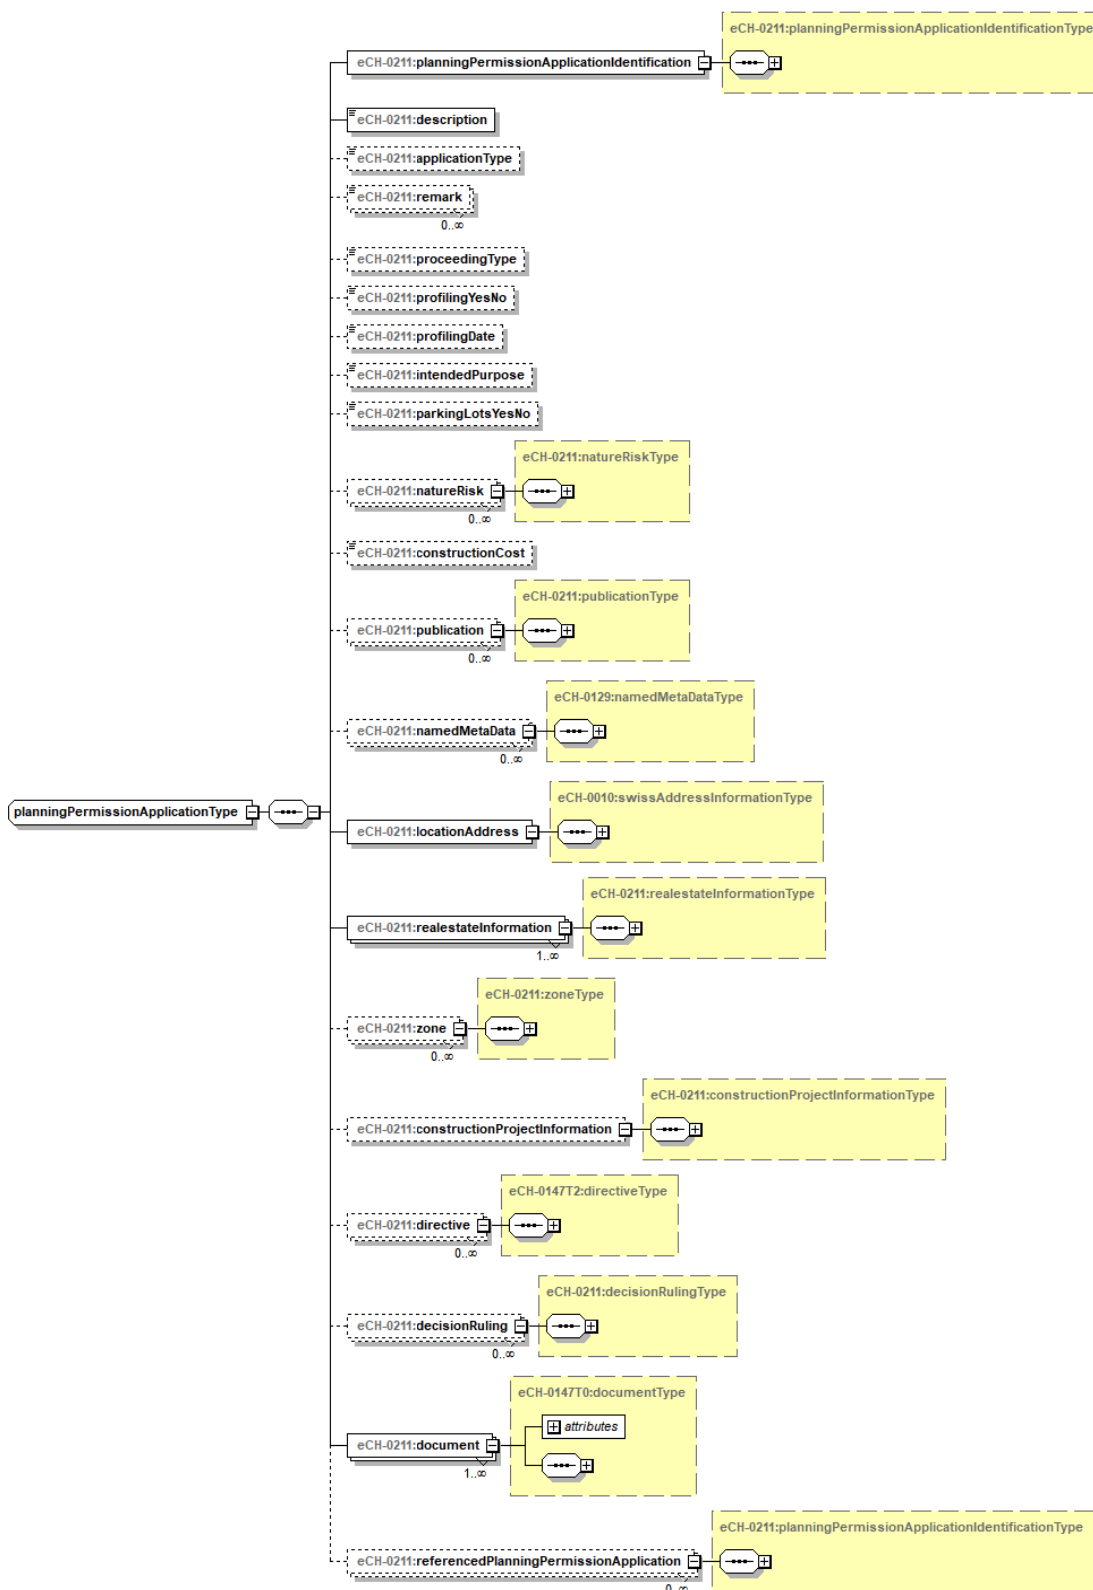 eCH-0211:planningPermissionApplicationIdentificationType
eCH-0211:planningPermissionApplicationIdentification
eCH-0211:description
eCH-0211:applicationType
eCH-0211:remark
0..∞
eCH-0211:proceedingType
eCH-0211:profilingYesNo
eCH-0211:profilingDate
eCH-0211:intendedPurpose
eCH-0211:parkingLotsYesNo
eCH-0211:natureRiskType
eCH-0211:natureRisk
0..∞
eCH-0211:constructionCost
eCH-0211:publicationType
eCH-0211:publication
0..∞
eCH-0129:namedMetaDataType
eCH-0211:namedMetaData
0..∞
eCH-0010:swissAddressInformationType
planningPermissionApplicationType
eCH-0211:locationAddress
eCH-0211:realestateInformationType
eCH-0211:realestateInformation
1..∞
eCH-0211:zoneType
eCH-0211:zone
0..∞
eCH-0211:constructionProjectInformationType
eCH-0211:constructionProjectInformation
eCH-0147T2:directiveType
eCH-0211:directive
0..∞
eCH-0211:decisionRulingType
eCH-0211:decisionRuling
0..∞
eCH-0147T0:documentType
attributes
eCH-0211:document
1..∞
eCH-0211:planningPermissionApplicationIdentificationType
eCH-0211:referencedPlanningPermissionApplication
0..∞